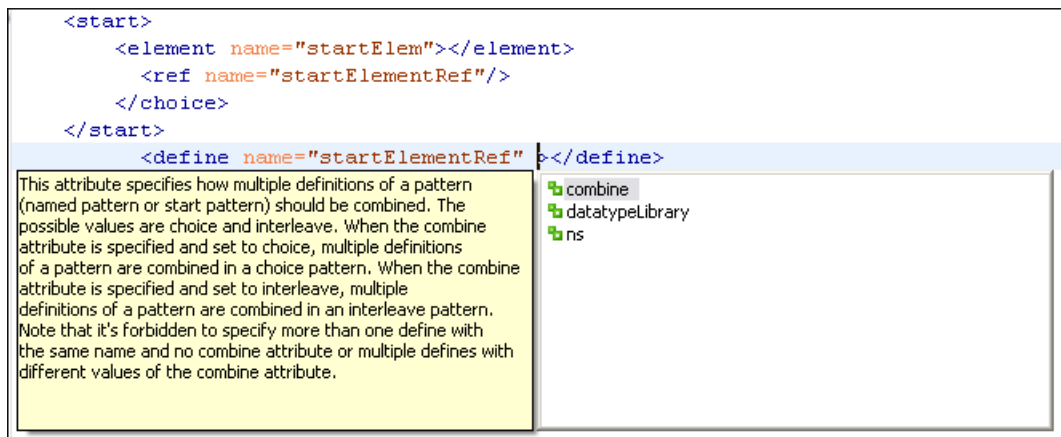 <start>
<element name="startElem"></element>
<ref name="startElementRef"/>
</choice>
</start>
<define name="startElementRef" ></define>
This attribute specifies how multiple definitions of a pattern
(named pattern or start pattern) should be combined. The
possible values are choice and interleave. When the combine
attribute is specified and set to choice, multiple definitions
of a pattern are combined in a choice pattern. When the combine
attribute is specified and set to interleave, multiple
definitions of a pattern are combined in an interleave pattern.
Note that it's forbidden to specify more than one define with
the same name and no combine attribute or multiple defines with
different values of the combine attribute.
combine
datatypeLibrary
ns